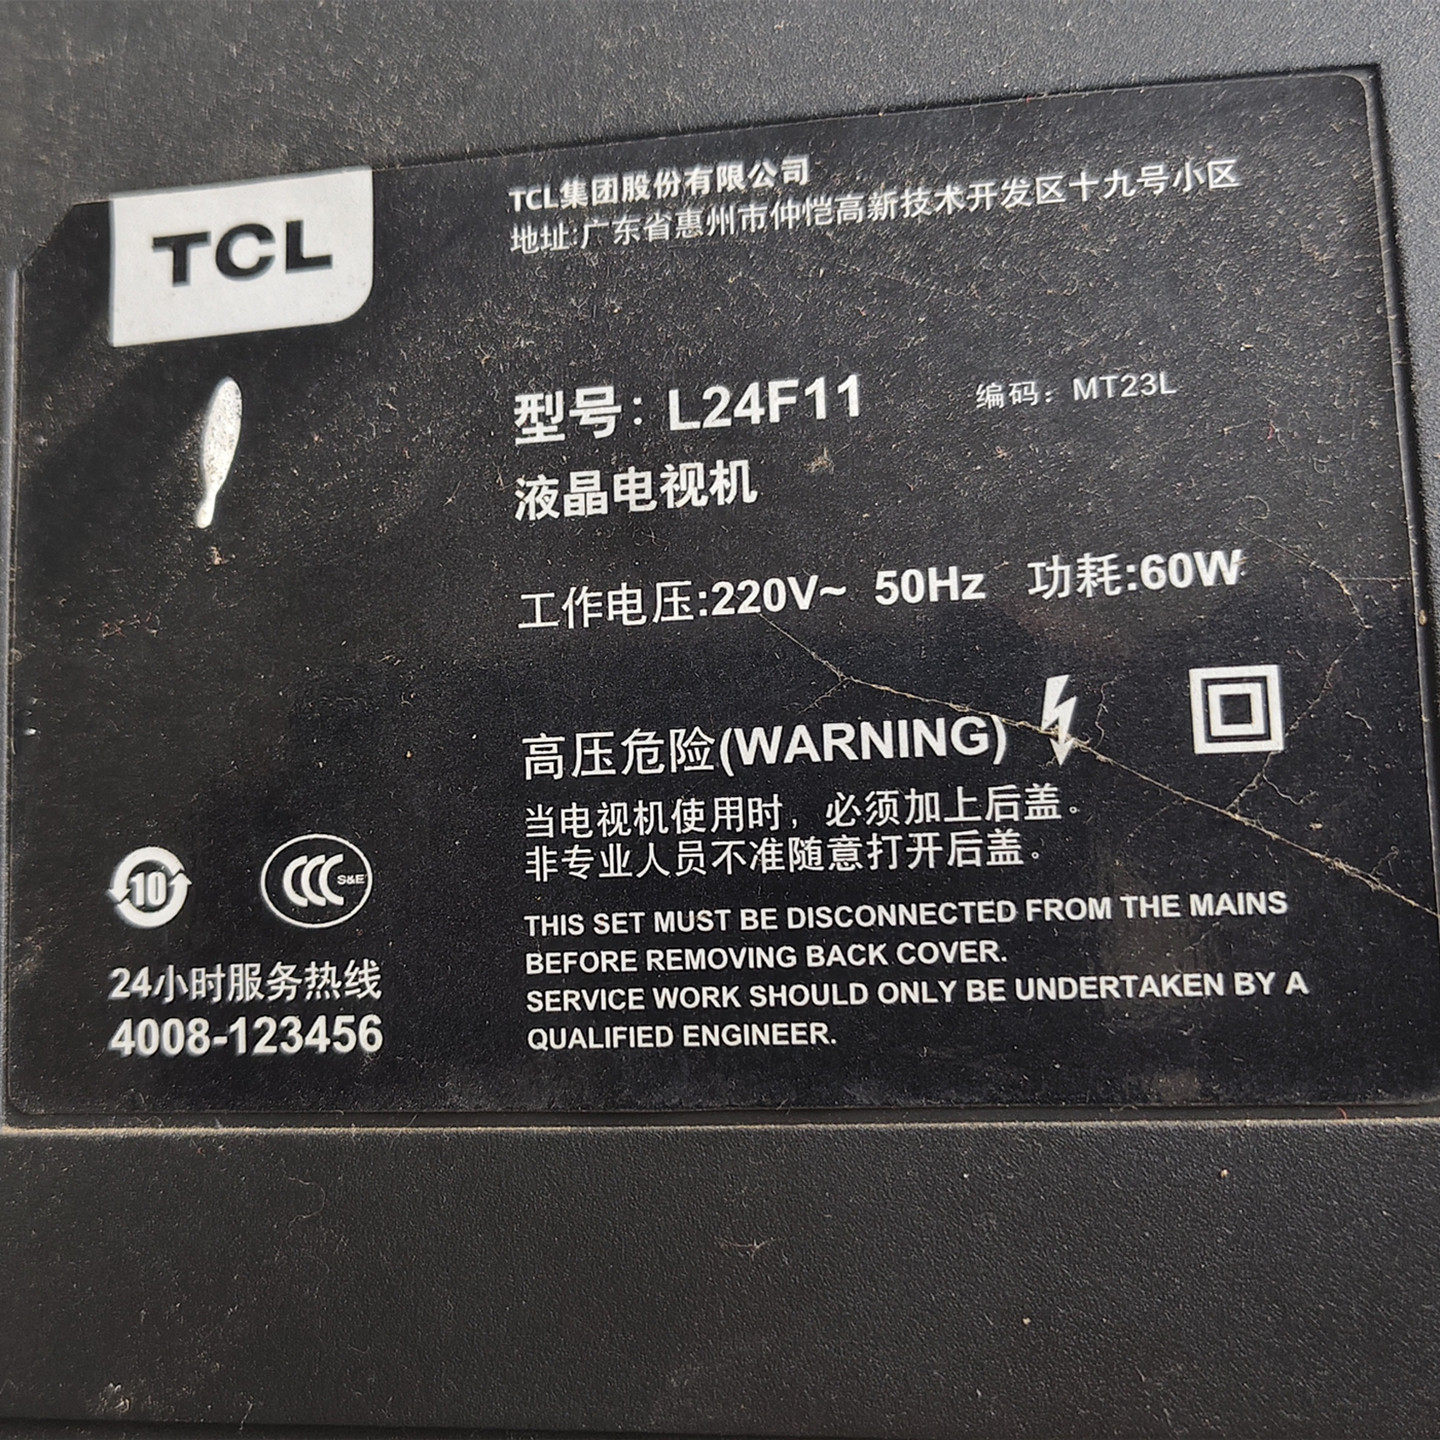 TCL
TCL集团股份有限公司
地址:广东省惠州市仲恺高新技术开发区十九号小区
型号：L24F11 编码：MT23L
液晶电视机
工作电压:220V~ 50Hz 功耗:60W
高压危险(WARNING)
当电视机使用时，必须加上后盖。
非专业人员不准随意打开后盖。
THIS SET MUST BE DISCONNECTED FROM THE MAINS
BEFORE REMOVING BACK COVER.
SERVICE WORK SHOULD ONLY BE UNDERTAKEN BY A
QUALIFIED ENGINEER.
10
CCC S&E
24小时服务热线
4008-123456